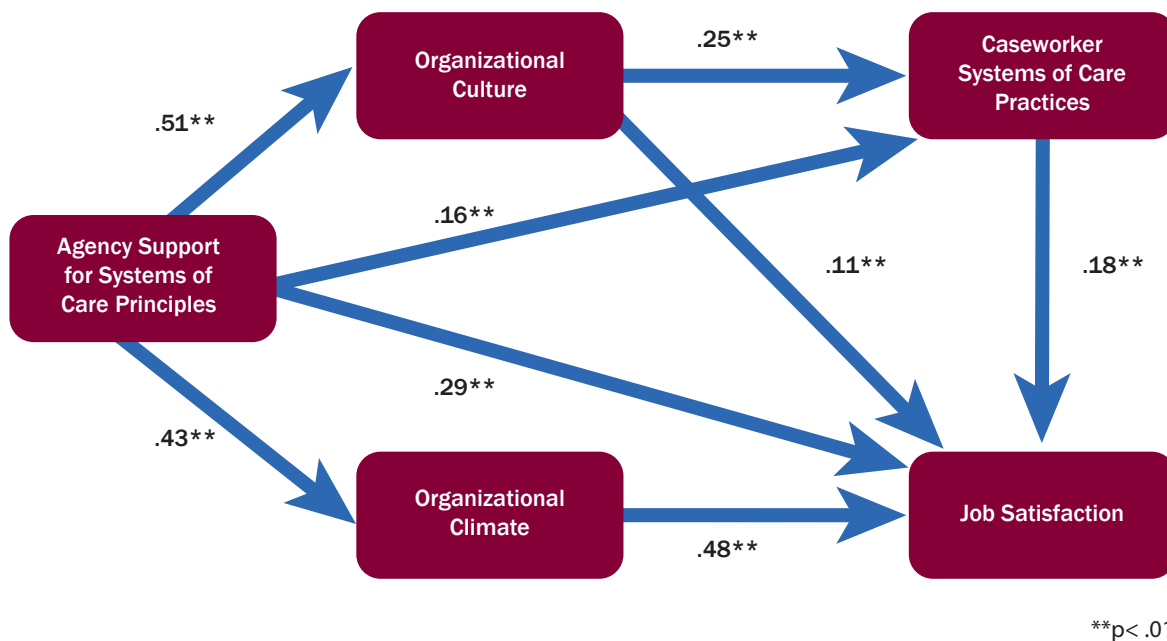 Organizational
Culture
.25**
Caseworker
Systems of Care
Practices
.51**
.16**
Agency Support
for Systems of
Care Principles
.11**
.18**
.29**
.43**
Organizational
Climate
.48**
Job Satisfaction
**p< .01